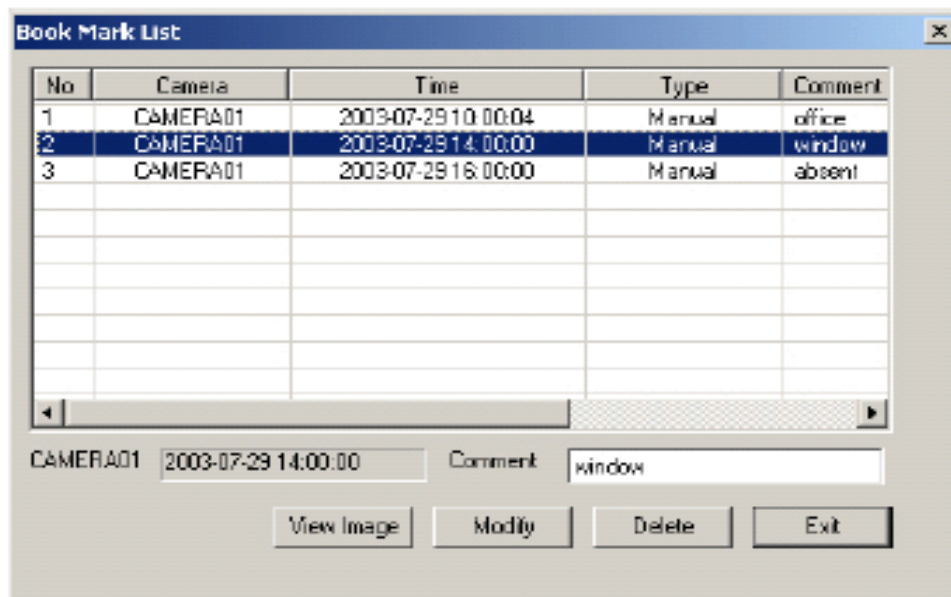 Book Mark List
No Camera Time Type Comment
1 CAMERA01 2003-07-29 10:00:04 Manual office
2 CAMERA01 2003-07-29 14:00:00 Manual window
3 CAMERA01 2003-07-29 16:00:00 Manual absent
CAMERA01 2003-07-29 14:00:00 Comment window
View Image Modify Delete Exit